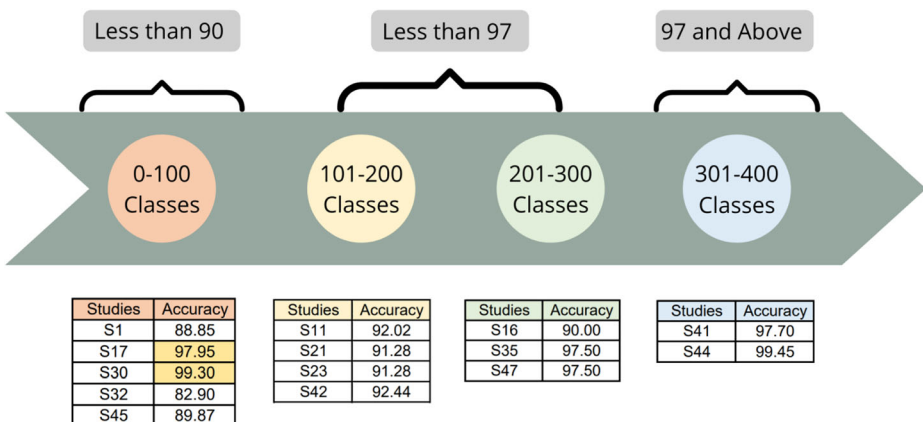 Less than 90
Less than 97
97 and Above
0-100
Classes
101-200
Classes
201-300
Classes
301-400
Classes
Studies Accuracy
S1 88.85
S17 97.95
S30 99.30
S32 82.90
S45 89.87
Studies Accuracy
S11 92.02
S21 91.28
S23 91.28
S42 92.44
Studies Accuracy
S16 90.00
S35 97.50
S47 97.50
Studies Accuracy
S41 97.70
S44 99.45